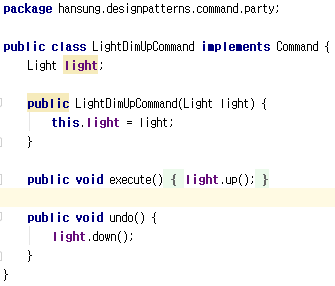 package hansung.designpatterns.command.party;
public class LightDimUpCommand implements Command {
Light light;
public LightDimUpCommand(Light light) {
this.light = light;
}
public void execute() { light.up(); }
public void undo() {
light.down();
}
}